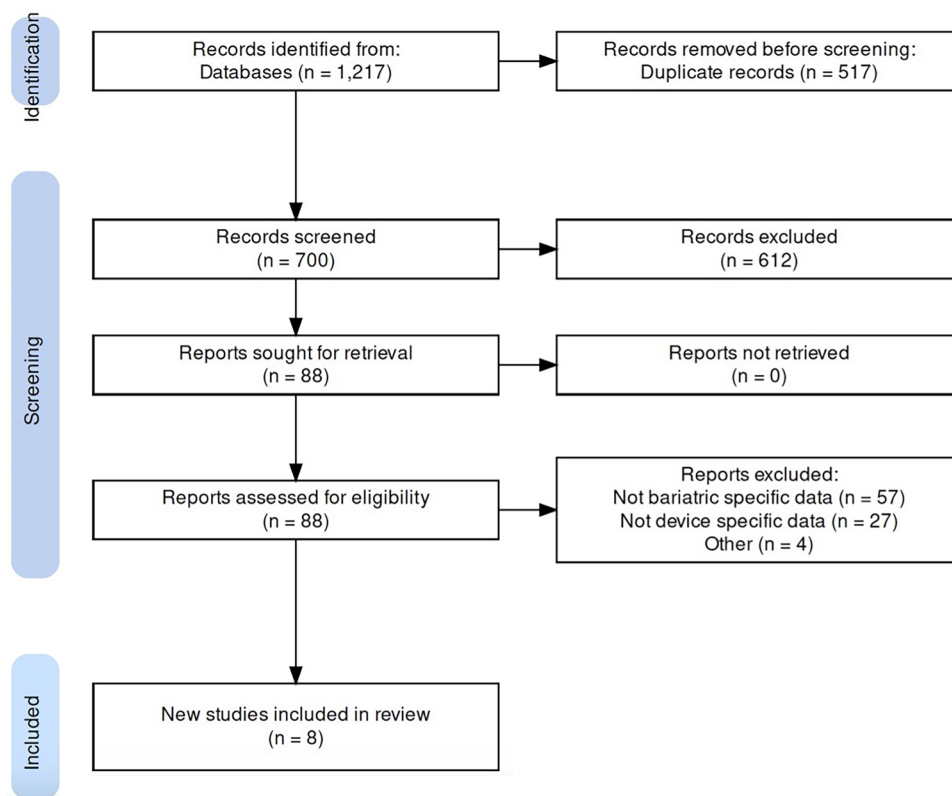 Identification
Records identified from:
Databases (n = 1,217)
Records removed before screening:
Duplicate records (n = 517)
Screening
Records screened
(n = 700)
Records excluded
(n = 612)
Reports sought for retrieval
(n = 88)
Reports not retrieved
(n = 0)
Reports assessed for eligibility
(n = 88)
Reports excluded:
Not bariatric specific data (n = 57)
Not device specific data (n = 27)
Other (n = 4)
Included
New studies included in review
(n = 8)